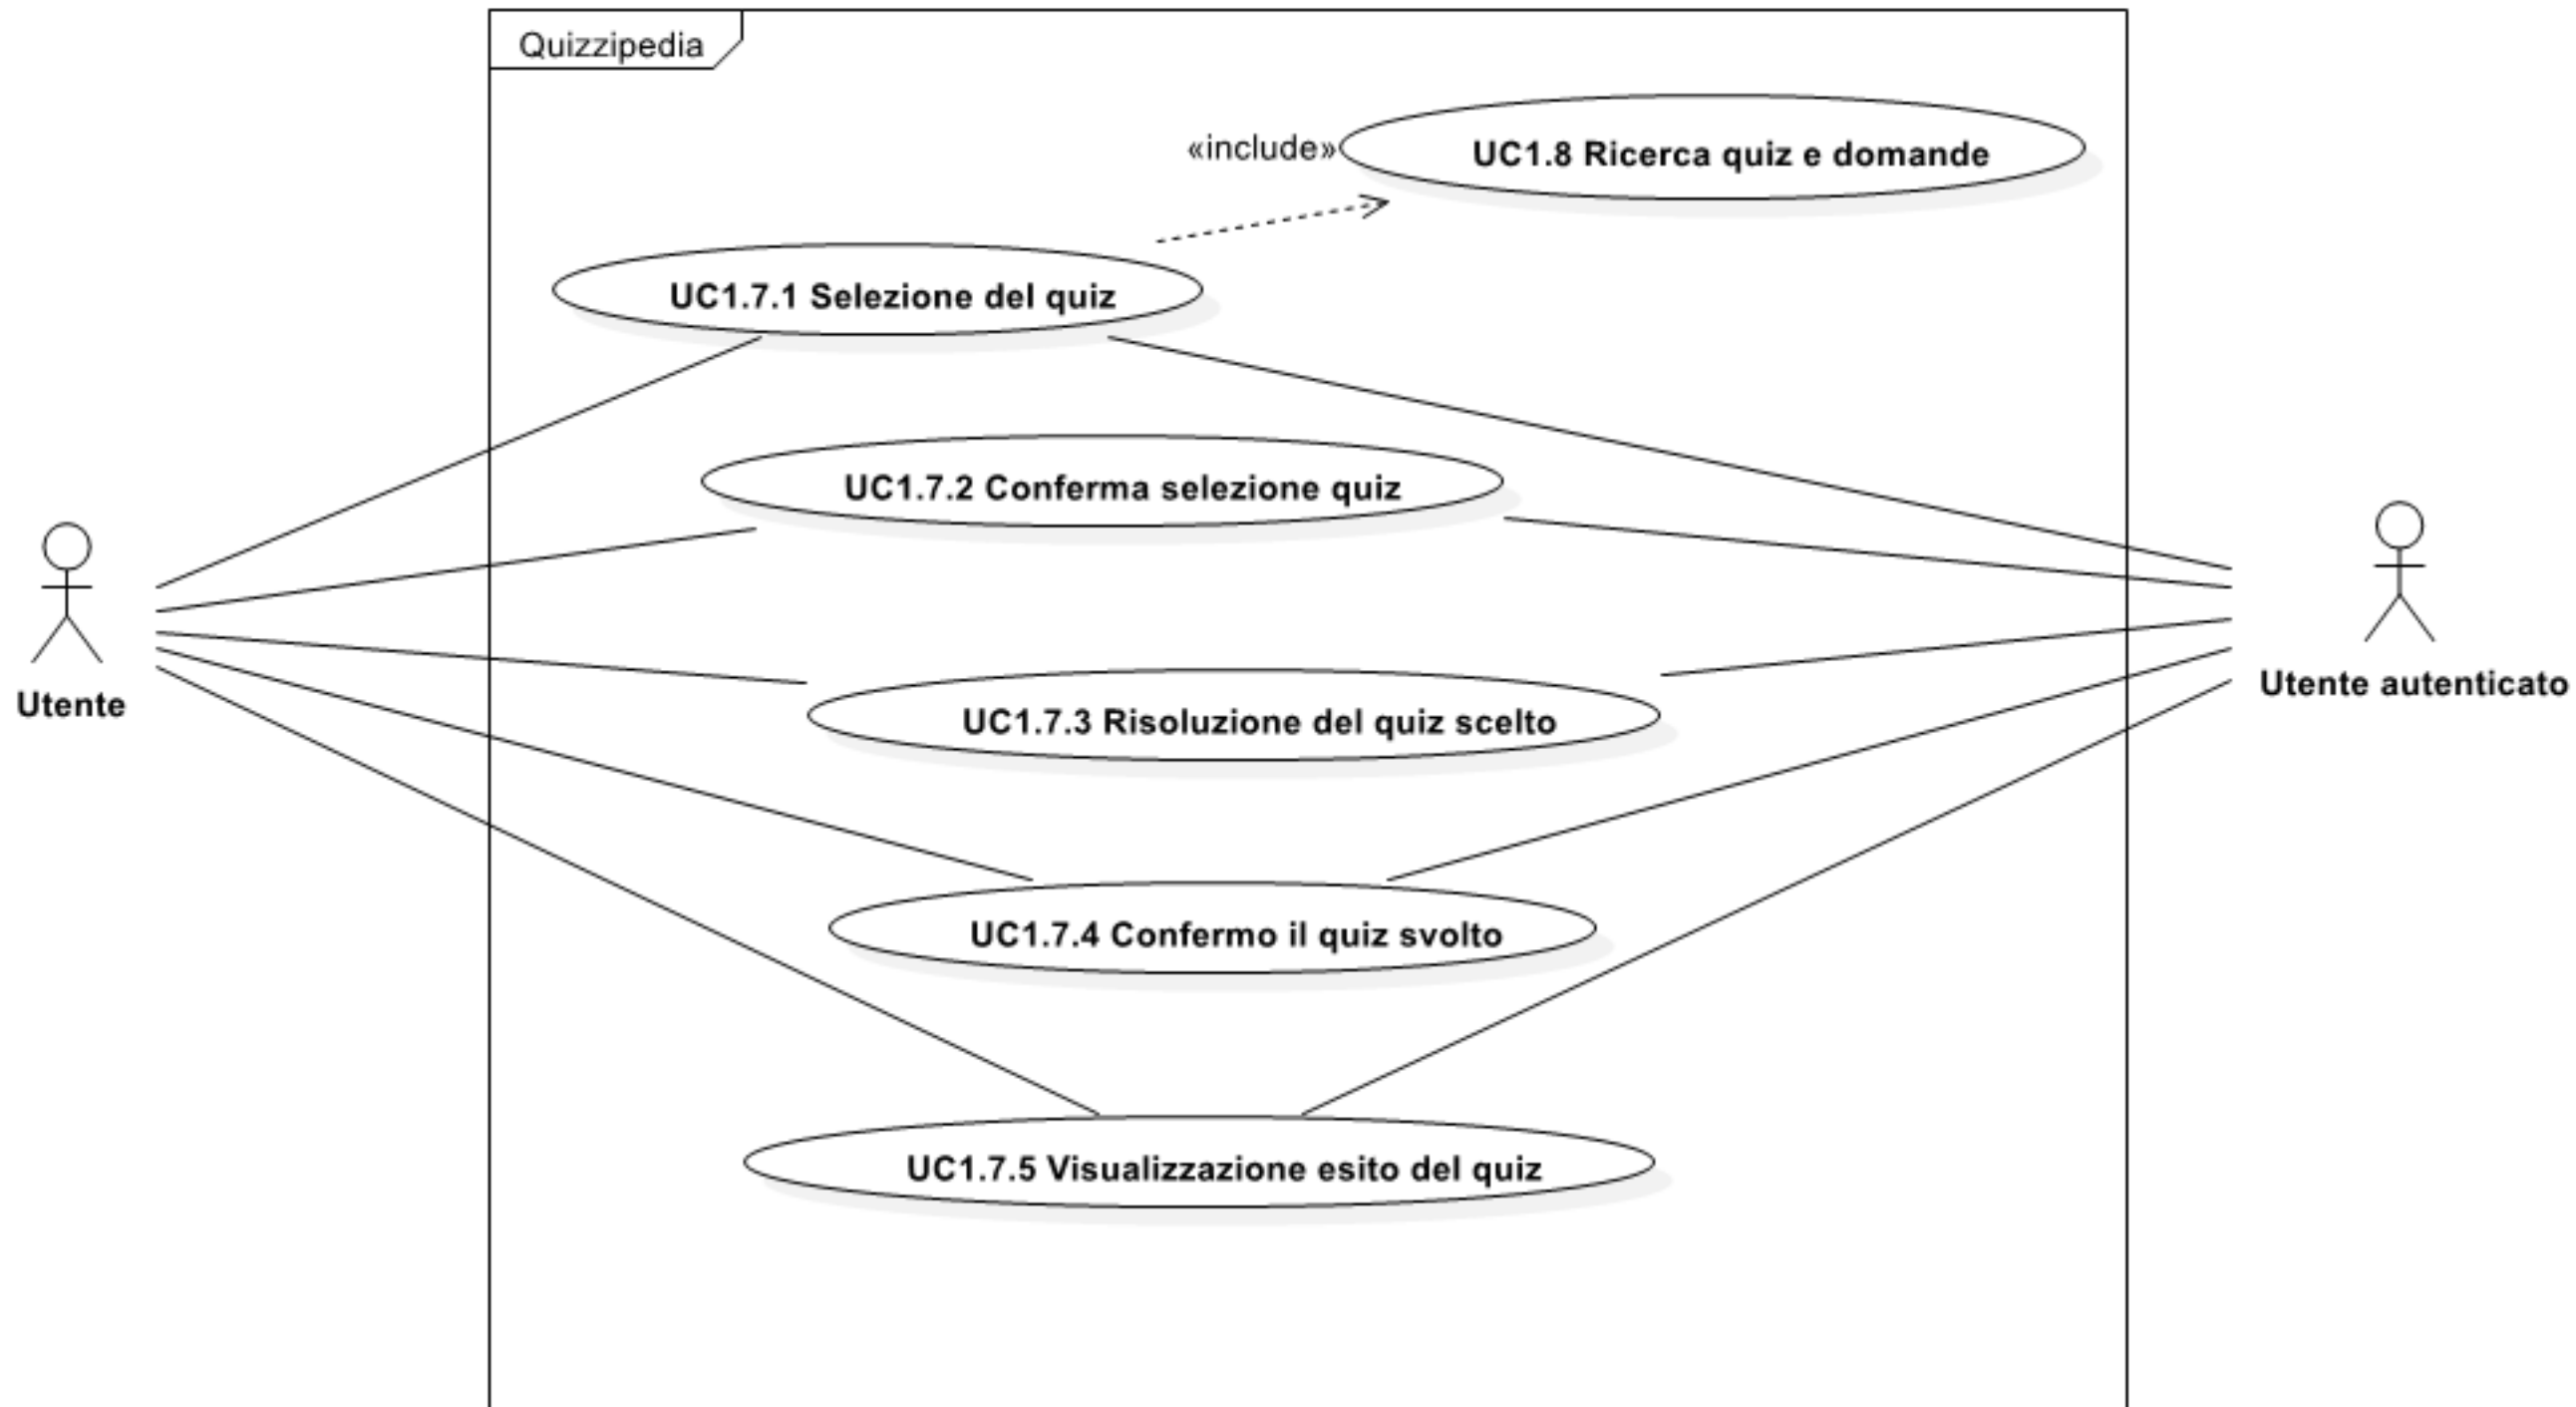 Quizzipedia
«include»
UC1.8 Ricerca quiz e domande
UC1.7.1 Selezione del quiz
UC1.7.2 Conferma selezione quiz
Utente
Utente autenticato
UC1.7.3 Risoluzione del quiz scelto
UC1.7.4 Confermo il quiz svolto
UC1.7.5 Visualizzazione esito del quiz